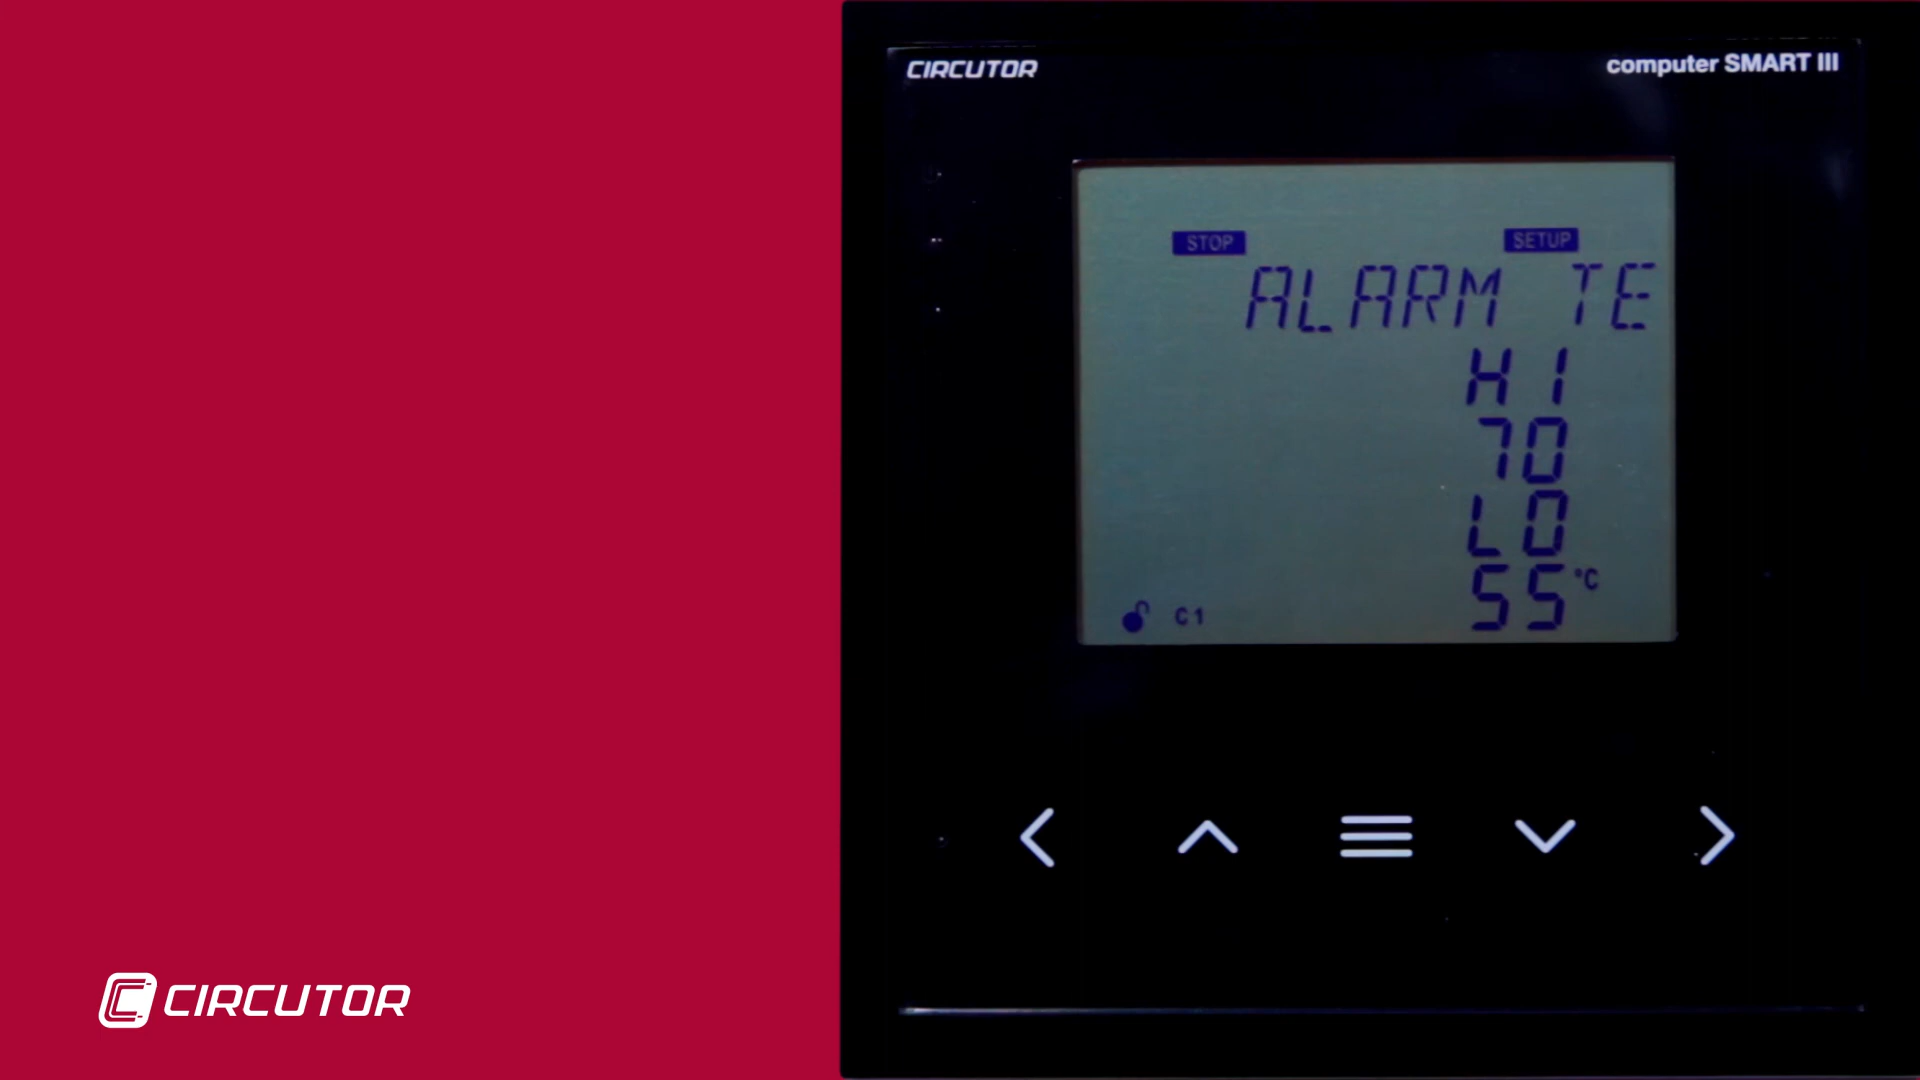 CIRCUTOR
computer SMART III
STOP
SETUP
ALARM TE
HI
70
LO
55 °C
C1
CIRCUTOR